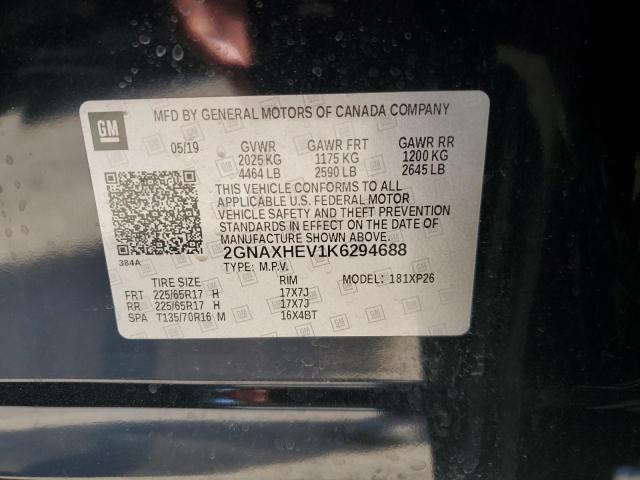 MFD BY GENERAL MOTORS OF CANADA COMPANY
GM
05/19 GVWR GAWR FRT GAWR RR
2025 KG 1175 KG 1200 KG
4464 LB 2590 LB 2645 LB
THIS VEHICLE CONFORMS TO ALL
APPLICABLE U.S. FEDERAL MOTOR
VEHICLE SAFETY AND THEFT PREVENTION
STANDARDS IN EFFECT ON THE DATE OF
MANUFACTURE SHOWN ABOVE.
384A
2GNAXHEV1K6294688
TYPE: M.P.V.
TIRE SIZE RIM MODEL: 181XP26
FRT 225/65R17 H 17X7J
RR 225/65R17 H 17X7J
SPA T135/70R16 M 16X4BT